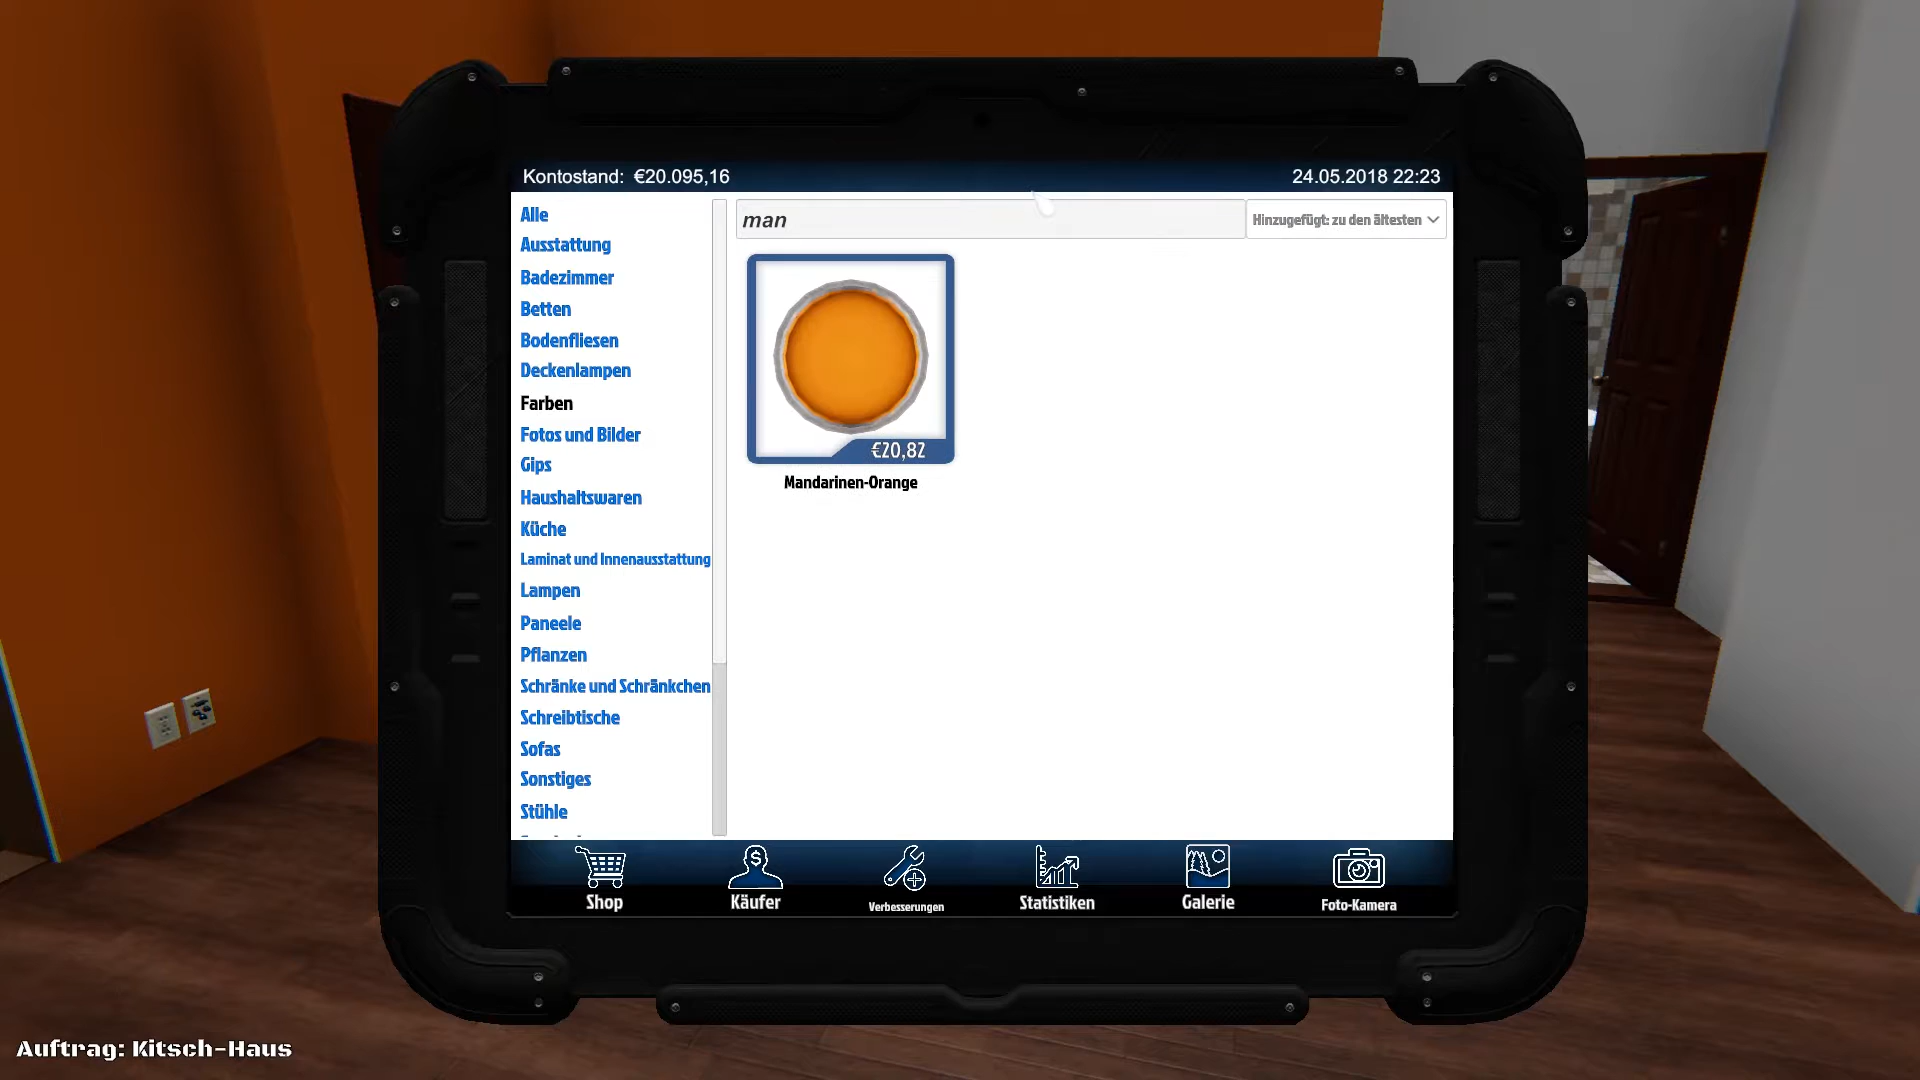 Kontostand: €20.095,16
24.05.2018 22:23
man
Hinzugefügt: zu den ältesten
Alle
Ausstattung
Badezimmer
Betten
Bodenfliesen
Deckenlampen
Farben
Fotos und Bilder
Gips
Haushaltswaren
Küche
Laminat und Innenausstattung
Lampen
Paneele
Pflanzen
Schränke und Schränkchen
Schreibtische
Sofas
Sonstiges
Stühle
€20,82
Mandarinen-Orange
Shop
Käufer
Verbesserungen
Statistiken
Galerie
Foto-Kamera
Auftrag: Kitsch-Haus